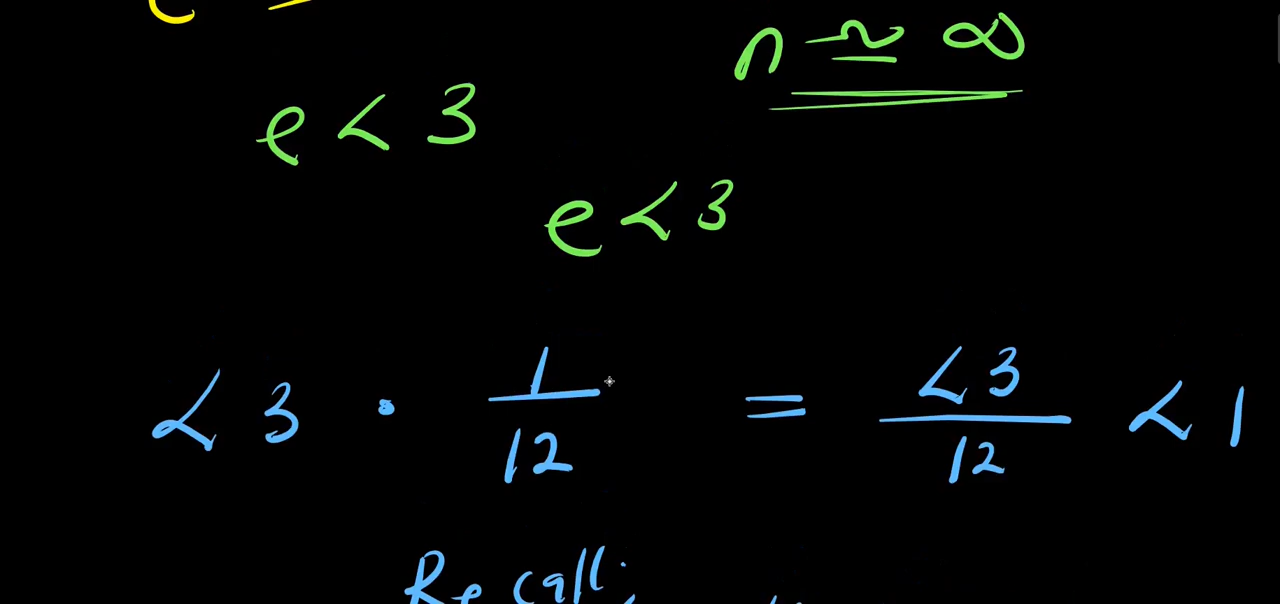 n ≃ ∞
e < 3
e < 3
< 3 · 1/12 = < 3/12 < 1
Recall;